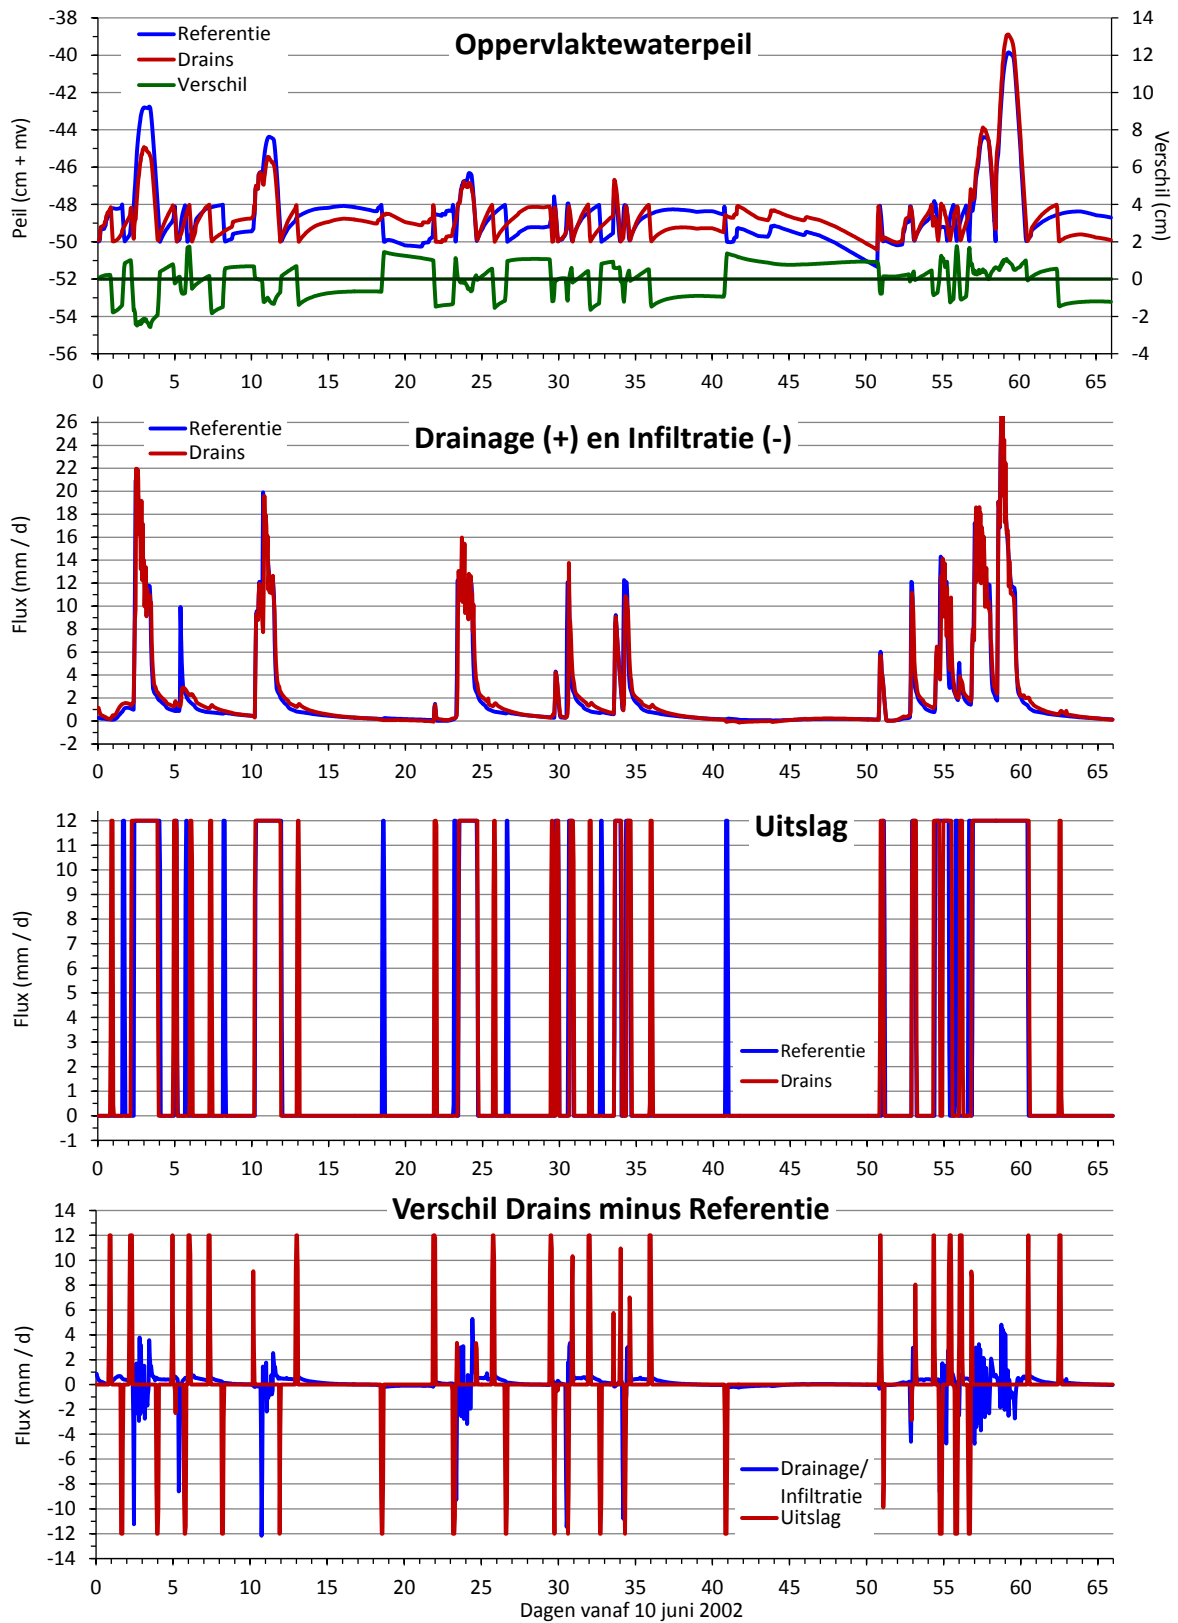 Oppervlaktewaterpeil
Referentie
Drains
Verschil
Peil (cm + mv)
Verschil (cm)
-38
-40
-42
-44
-46
-48
-50
-52
-54
-56
14
12
10
8
6
4
2
0
-2
-4
0 5 10 15 20 25 30 35 40 45 50 55 60 65
Drainage (+) en Infiltratie (-)
Referentie
Drains
Flux (mm / d)
26
24
22
20
18
16
14
12
10
8
6
4
2
0
-2
0 5 10 15 20 25 30 35 40 45 50 55 60 65
Uitslag
Flux (mm / d)
12
11
10
9
8
7
6
5
4
3
2
1
0
-1
Referentie
Drains
0 5 10 15 20 25 30 35 40 45 50 55 60 65
Verschil Drains minus Referentie
Flux (mm / d)
14
12
10
8
6
4
2
0
-2
-4
-6
-8
-10
-12
-14
Drainage/
Infiltratie
Uitslag
0 5 10 15 20 25 30 35 40 45 50 55 60 65
Dagen vanaf 10 juni 2002